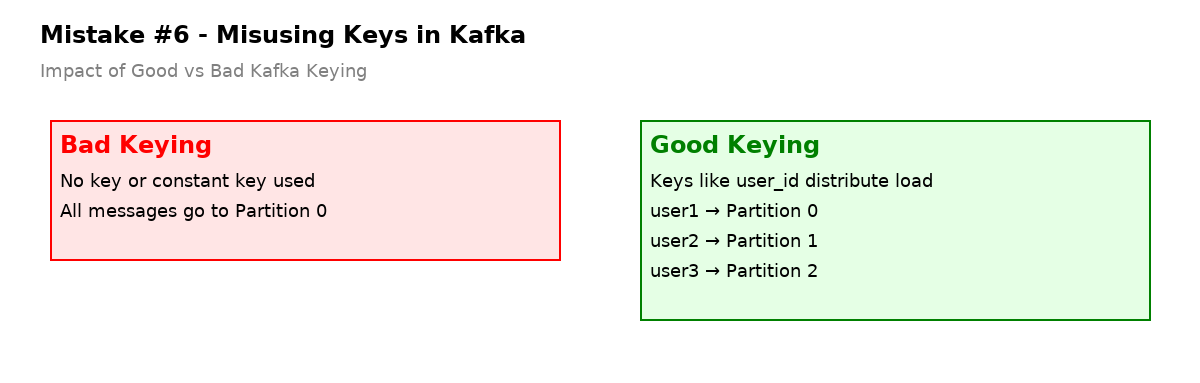 Mistake #6 - Misusing Keys in Kafka
Impact of Good vs Bad Kafka Keying
Bad Keying
No key or constant key used
All messages go to Partition 0
Good Keying
Keys like user_id distribute load
user1 → Partition 0
user2 → Partition 1
user3 → Partition 2